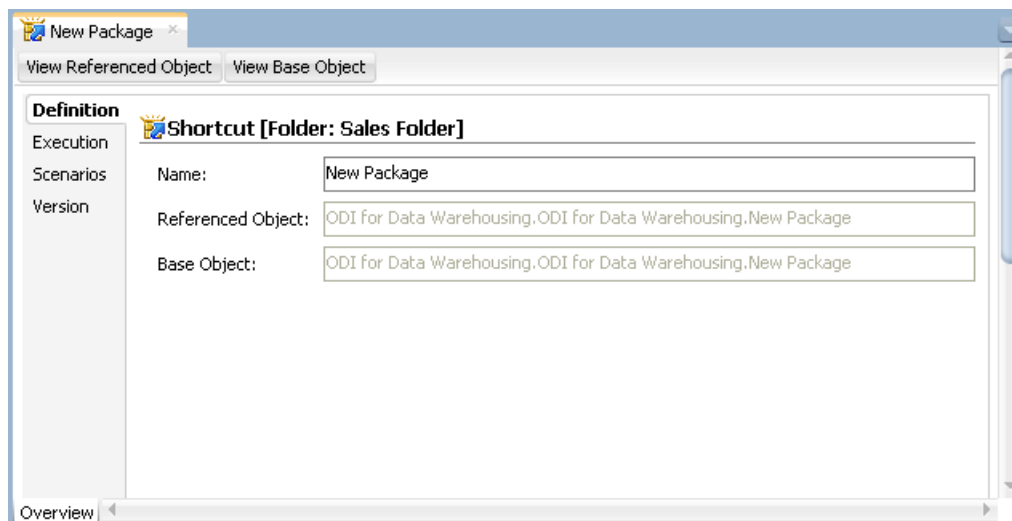 New Package
View Referenced Object View Base Object
Definition
Execution
Scenarios
Version
Shortcut [Folder: Sales Folder]
Name: New Package
Referenced Object: ODI for Data Warehousing.ODI for Data Warehousing.New Package
Base Object: ODI for Data Warehousing.ODI for Data Warehousing.New Package
Overview